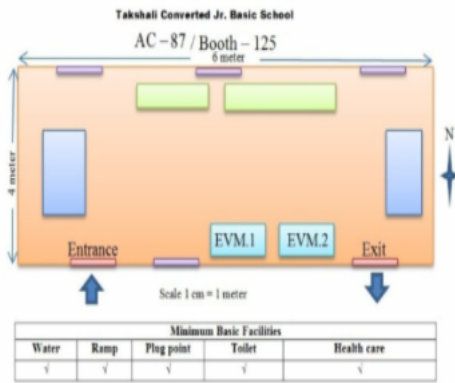 Takshali Converted Jr. Basic School
AC – 87 / Booth – 125
6 meter
4 meter
N
EVM.1 EVM.2
Entrance Exit
Scale 1 cm = 1 meter
Minimum Basic Facilities
Water Ramp Plug point Toilet Health care
√ √ √ √ √